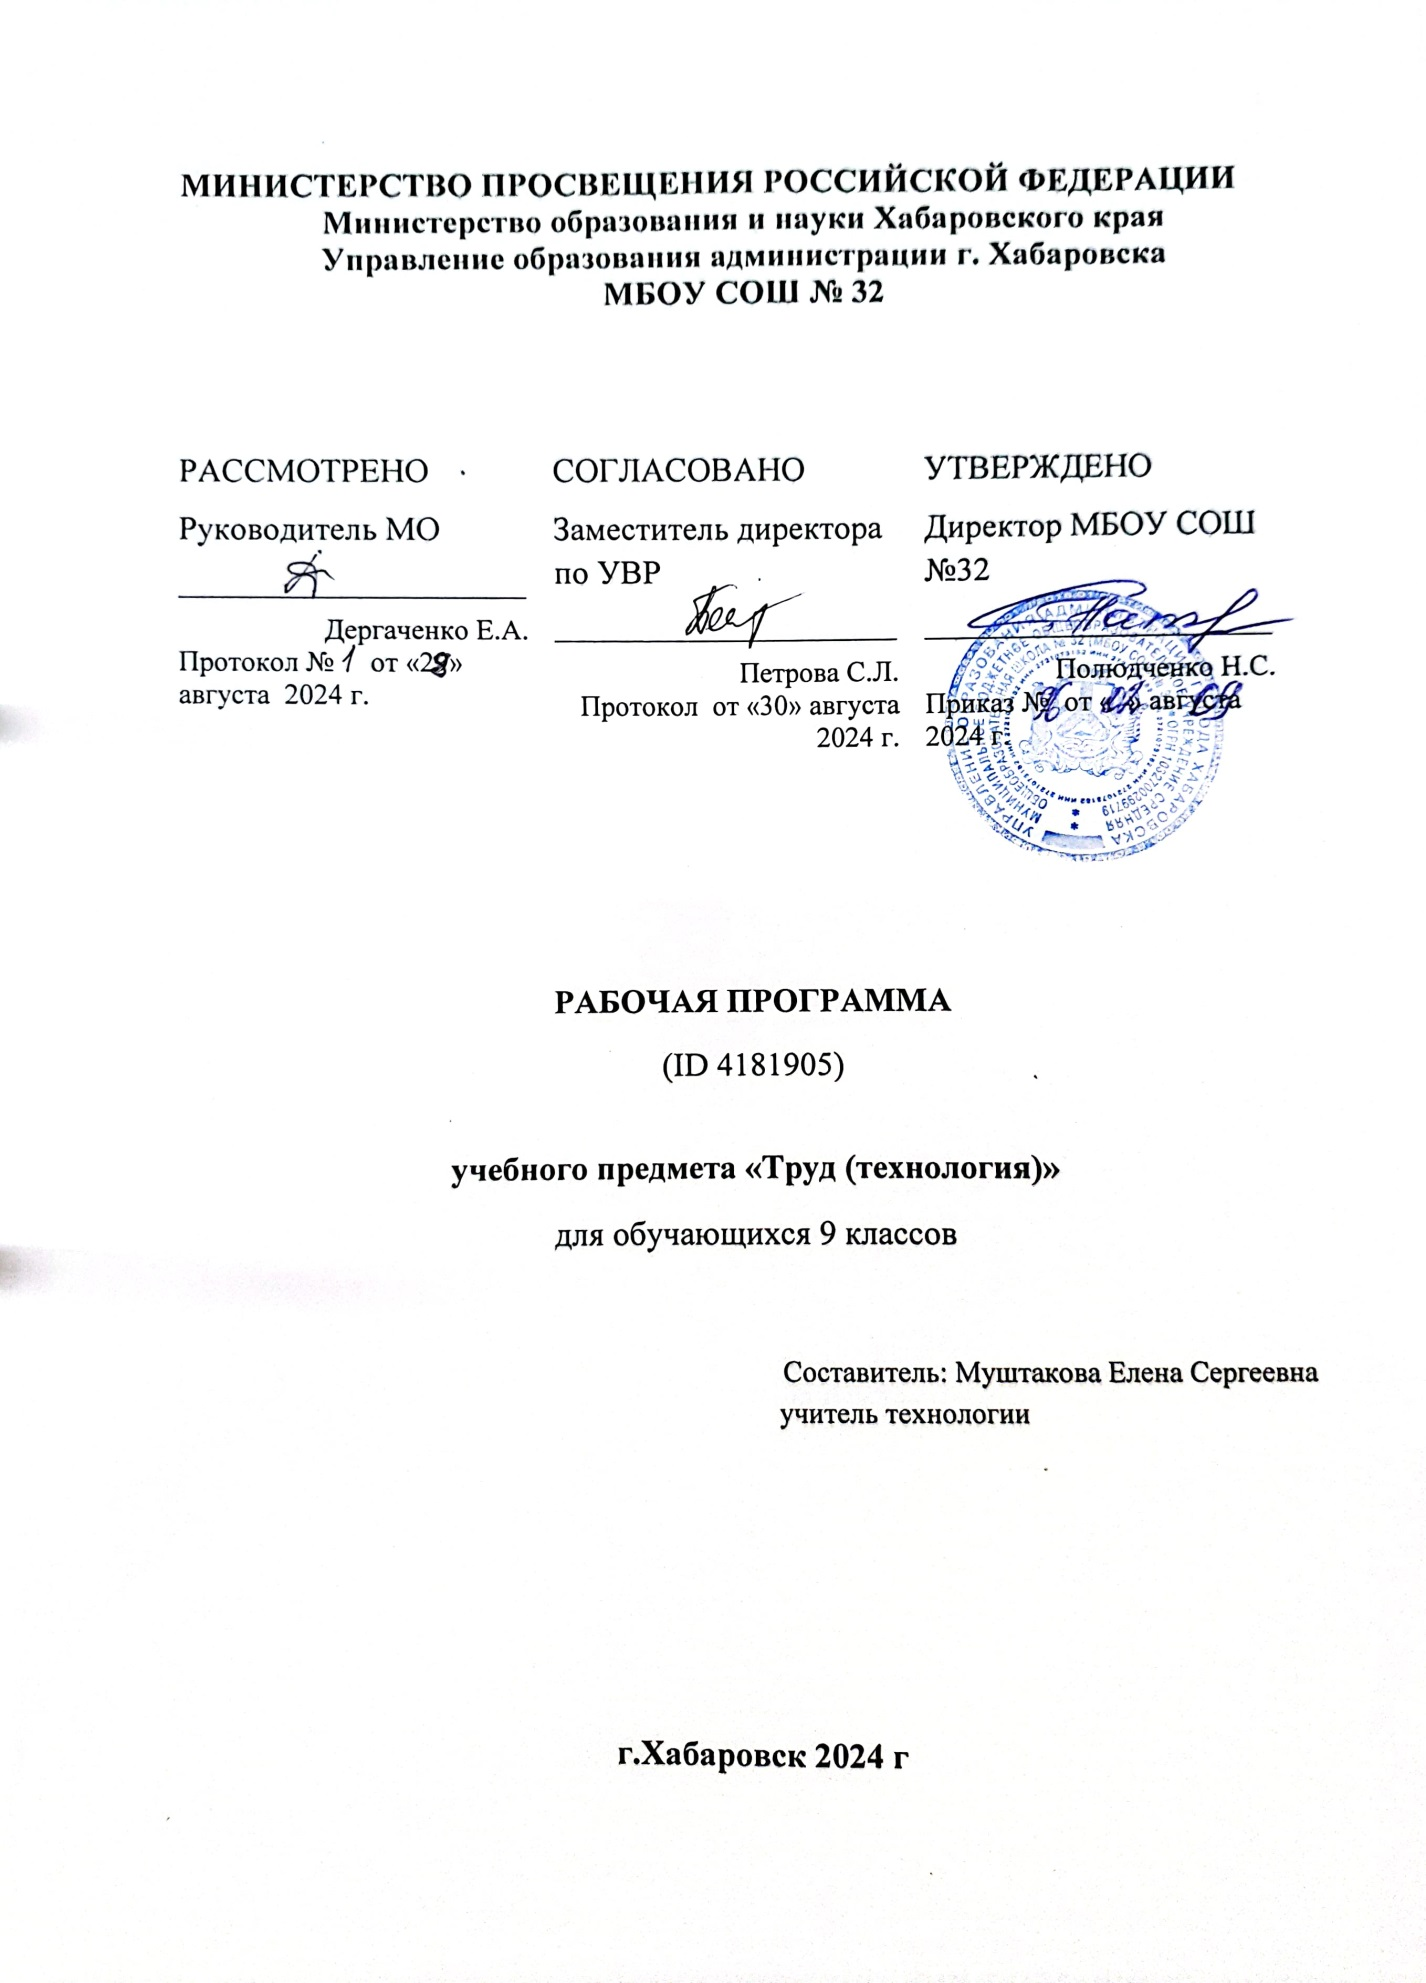 МИНИСТЕРСТВО ПРОСВЕЩЕНИЯ РОССИЙСКОЙ ФЕДЕРАЦИИ
Министерство образования и науки Хабаровского края
Управление образования администрации г. Хабаровска
МБОУ СОШ № 32
РАССМОТРЕНО
Руководитель МО
Дергаченко Е.А.
Протокол № 1 от «28»
августа 2024 г.
СОГЛАСОВАНО
Заместитель директора
по УВР
Петрова С.Л.
Протокол от «30» августа
2024 г.
УТВЕРЖДЕНО
Директор МБОУ СОШ
№32
Полюдченко Н.С.
Приказ № от « » августа
2024 г
РАБОЧАЯ ПРОГРАММА
(ID 4181905)
учебного предмета «Труд (технология)»
для обучающихся 9 классов
Составитель: Муштакова Елена Сергеевна
учитель технологии
г.Хабаровск 2024 г